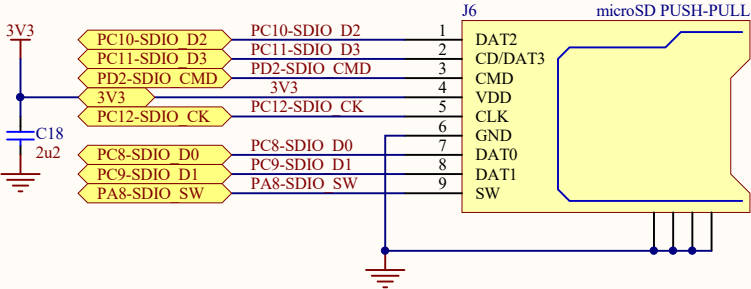 J6
microSD PUSH-PULL
3V3
PC10-SDIO_D2
PC10-SDIO_D2
1
DAT2
PC11-SDIO_D3
PC11-SDIO_D3
2
CD/DAT3
PD2-SDIO_CMD
PD2-SDIO_CMD
3
CMD
3V3
3V3
4
VDD
PC12-SDIO_CK
PC12-SDIO_CK
5
CLK
C18
2u2
6
GND
PC8-SDIO_D0
PC8-SDIO_D0
7
DAT0
PC9-SDIO_D1
PC9-SDIO_D1
8
DAT1
PA8-SDIO_SW
PA8-SDIO_SW
9
SW